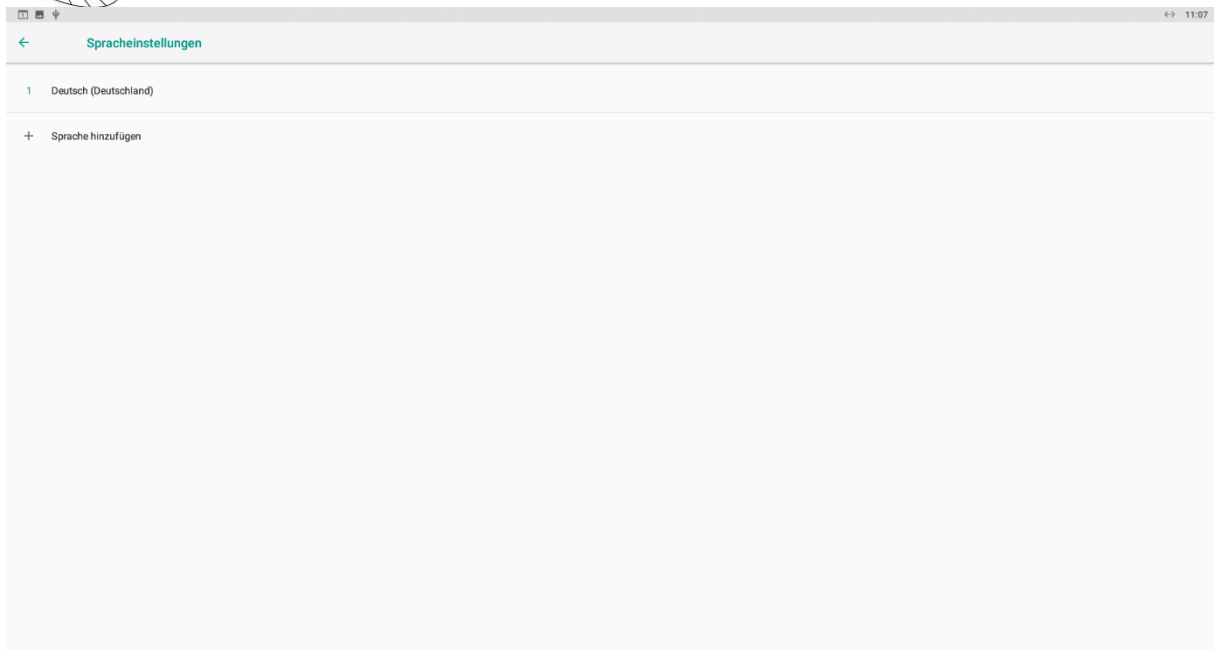 11:07
Spracheinstellungen
1 Deutsch (Deutschland)
+ Sprache hinzufügen